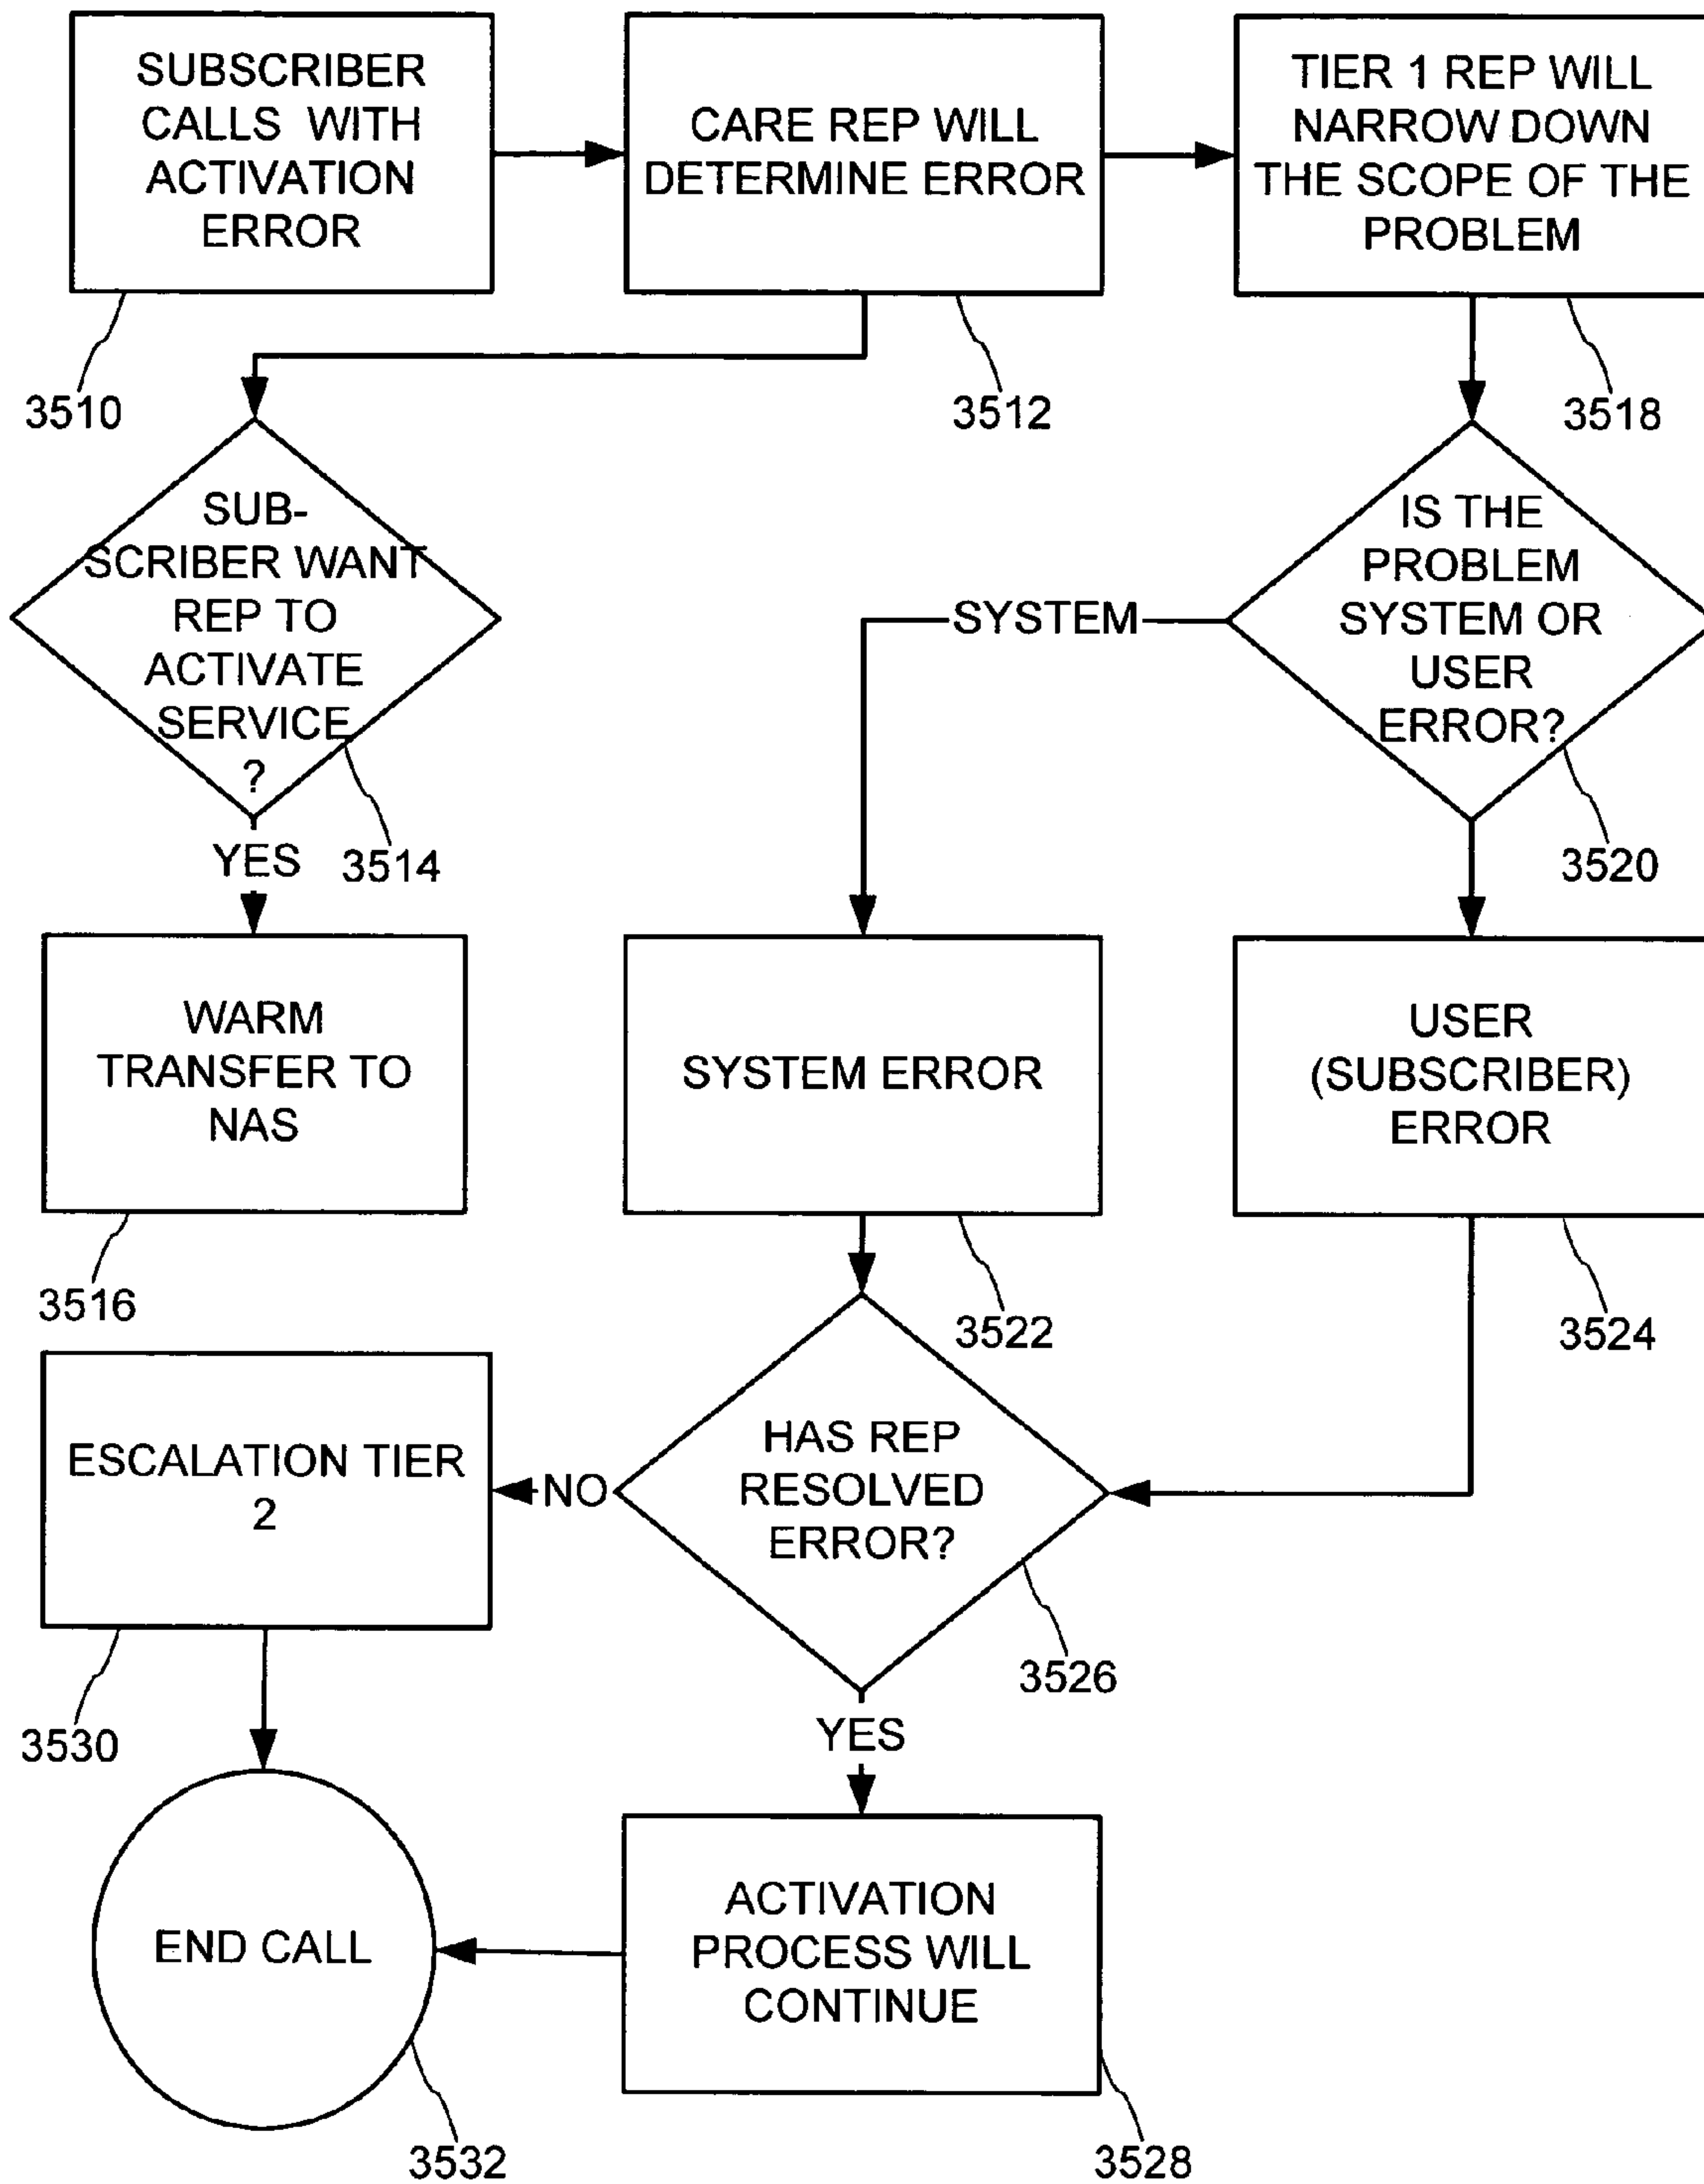 SUBSCRIBER
CALLS WITH
ACTIVATION
ERROR
CARE REP WILL
DETERMINE ERROR
TIER 1 REP WILL
NARROW DOWN
THE SCOPE OF THE
PROBLEM
3510
3512
3518
SUB-
SCRIBER WANT
REP TO
ACTIVATE
SERVICE
?
IS THE
PROBLEM
SYSTEM OR
USER
ERROR?
SYSTEM
YES
3514
3520
WARM
TRANSFER TO
NAS
SYSTEM ERROR
USER
(SUBSCRIBER)
ERROR
3516
3522
3524
ESCALATION TIER
2
NO
HAS REP
RESOLVED
ERROR?
3526
3530
YES
END CALL
ACTIVATION
PROCESS WILL
CONTINUE
3532
3528